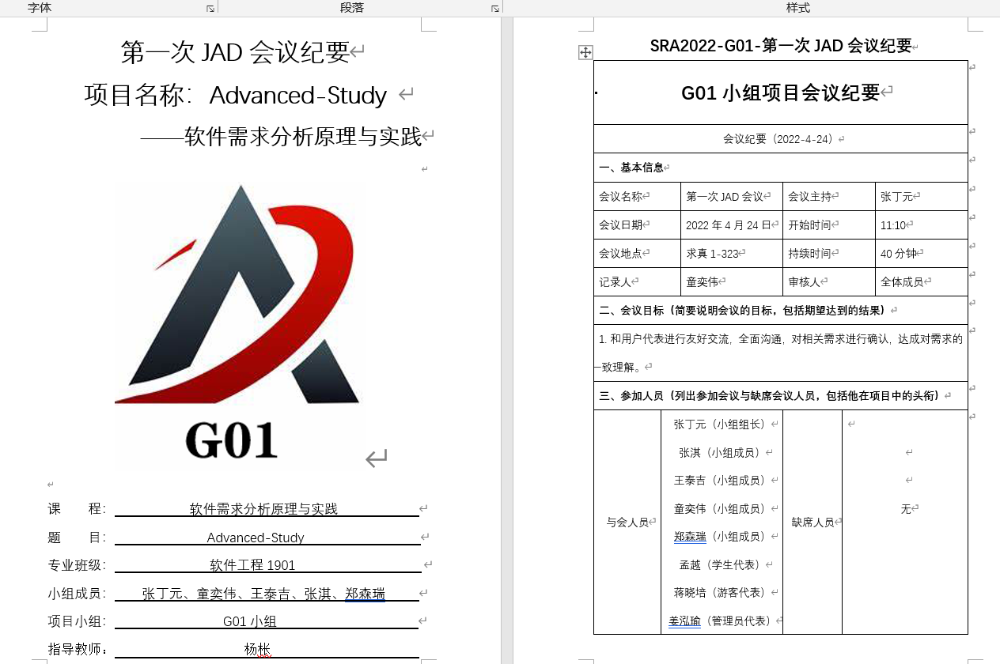 字体
段落
样式
第一次 JAD 会议纪要
项目名称：Advanced-Study
——软件需求分析原理与实践
G01
课 程： 软件需求分析原理与实践
题 目： Advanced-Study
专业班级： 软件工程 1901
小组成员： 张丁元、童奕伟、王泰吉、张淇、郑森瑞
项目小组： G01 小组
指导教师： 杨枨
SRA2022-G01-第一次 JAD 会议纪要
G01 小组项目会议纪要
会议纪要（2022-4-24）
一、基本信息
会议名称 第一次 JAD 会议 会议主持 张丁元
会议日期 2022 年 4 月 24 日 开始时间 11:10
会议地点 求真 1-323 持续时间 40 分钟
记录人 童奕伟 审核人 全体成员
二、会议目标（简要说明会议的目标，包括期望达到的结果）
1. 和用户代表进行友好交流，全面沟通，对相关需求进行确认，达成对需求的
一致理解。
三、参加人员（列出参加会议与缺席会议人员，包括他在项目中的头衔）
与会人员
张丁元（小组组长）
张淇（小组成员）
王泰吉（小组成员）
童奕伟（小组成员）
郑森瑞（小组成员）
孟越（学生代表）
蒋晓培（游客代表）
姜泓瑜（管理员代表）
缺席人员
无